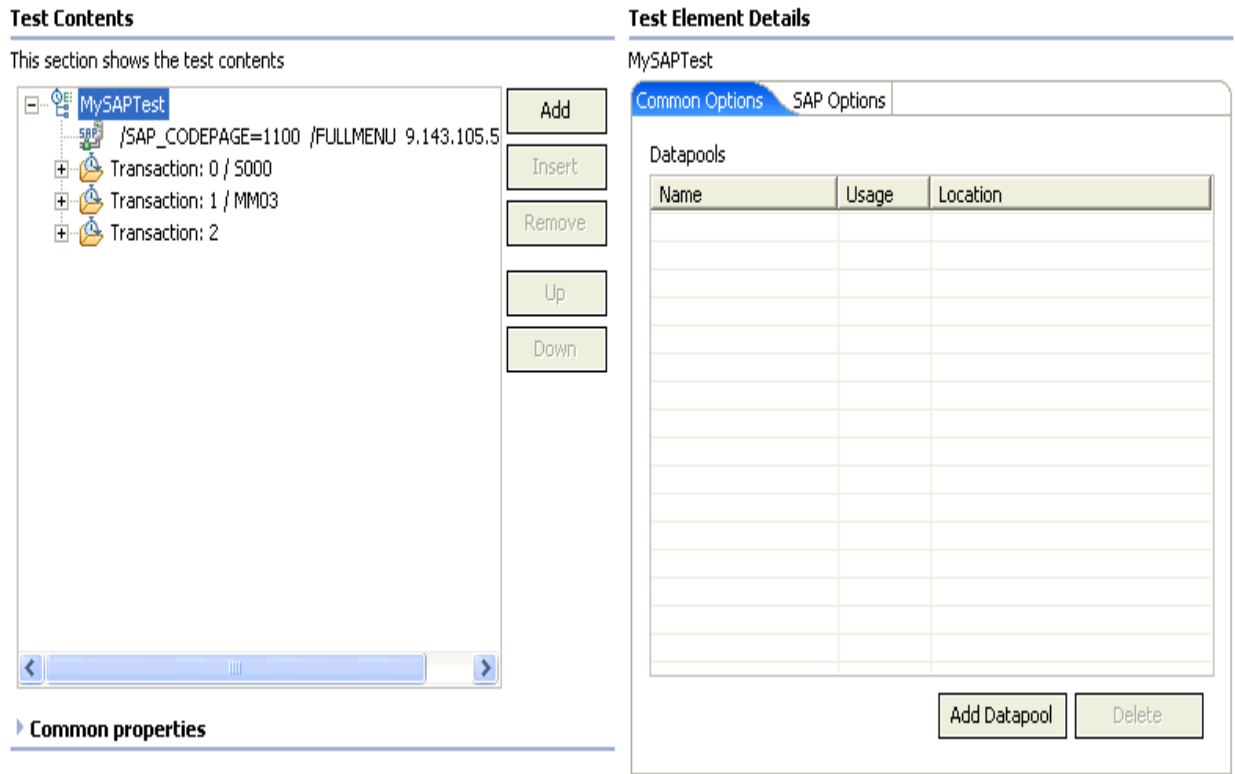 Test Contents
This section shows the test contents
MySAPTest
/SAP_CODEPAGE=1100 /FULLMENU 9.143.105.5
Transaction: 0 / S000
Transaction: 1 / MM03
Transaction: 2
Add
Insert
Remove
Up
Down
Common properties
Test Element Details
MySAPTest
Common Options SAP Options
Datapools
Name Usage Location
Add Datapool Delete